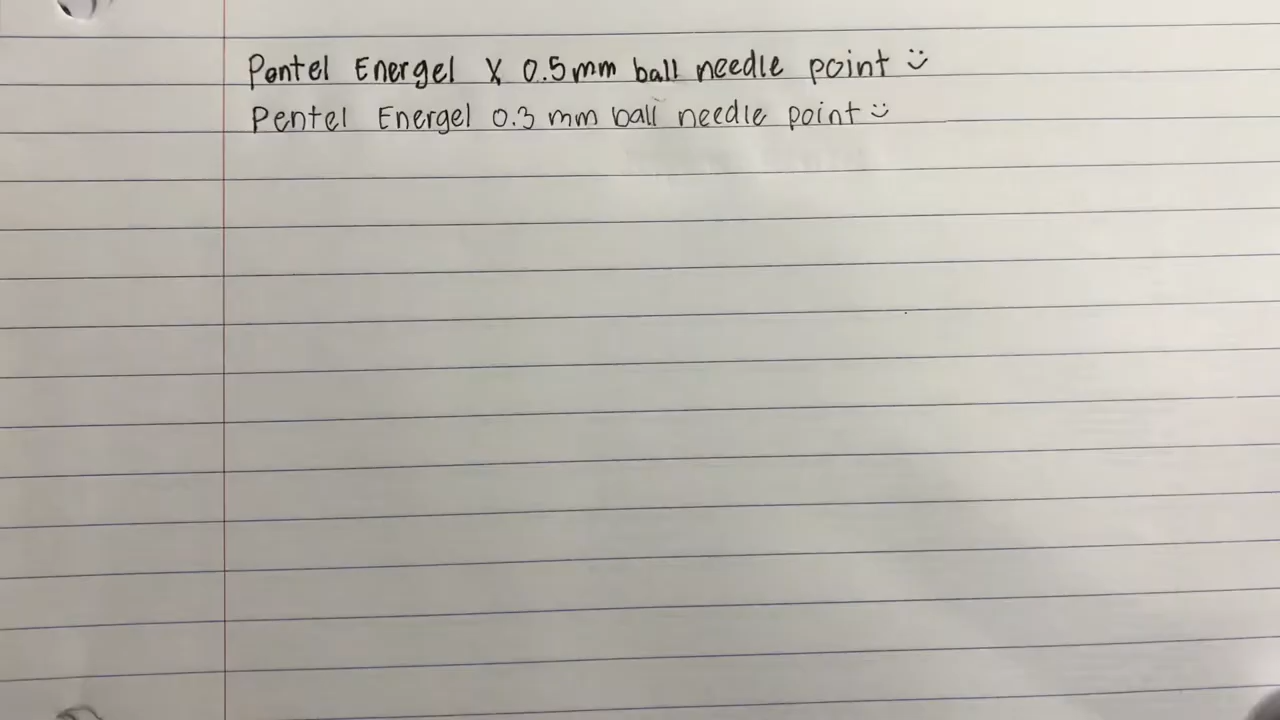 Pentel Energel X 0.5mm ball needle point :)
Pentel Energel 0.3 mm ball needle point :)